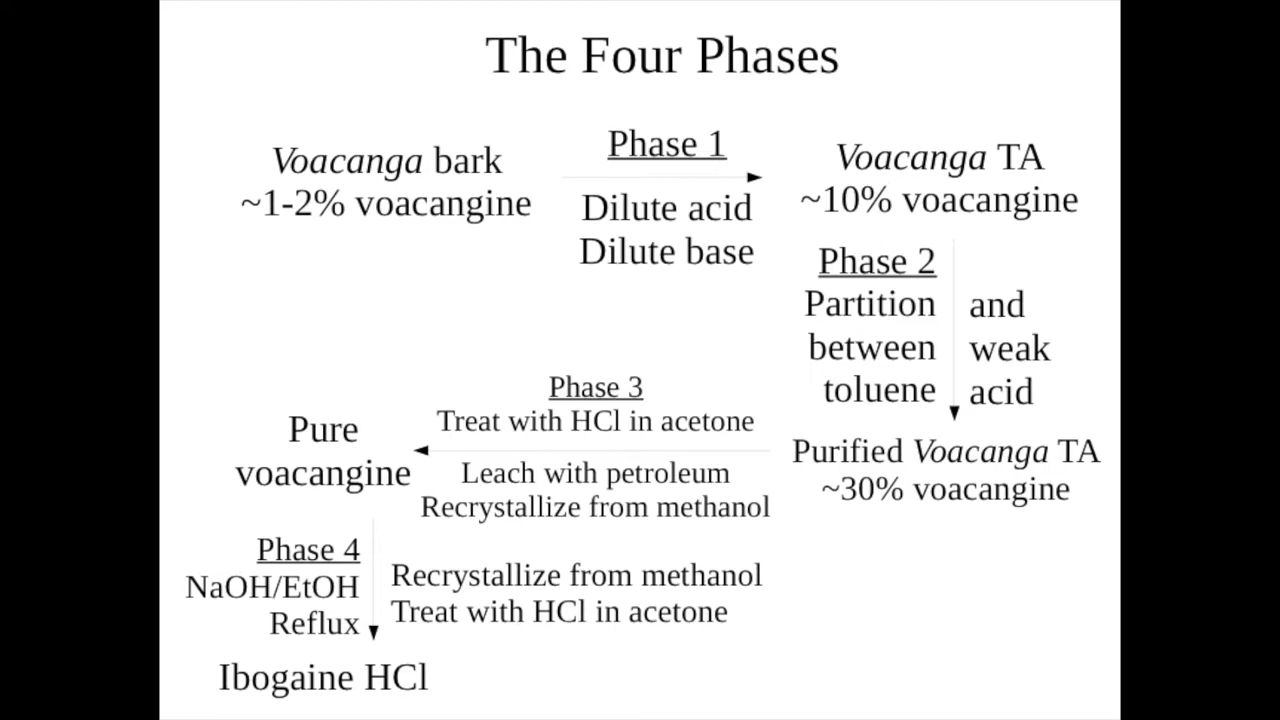 The Four Phases
Voacanga bark
~1-2% voacangine
Phase 1
Dilute acid
Dilute base
Voacanga TA
~10% voacangine
Phase 2
Partition
between
toluene
and
weak
acid
Purified Voacanga TA
~30% voacangine
Phase 3
Treat with HCl in acetone
Leach with petroleum
Recrystallize from methanol
Pure
voacangine
Phase 4
NaOH/EtOH
Reflux
Recrystallize from methanol
Treat with HCl in acetone
Ibogaine HCl